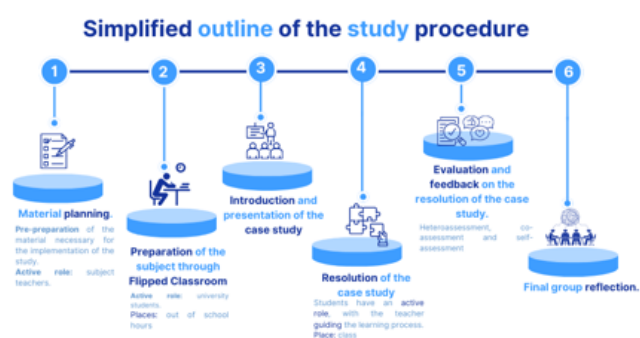 Simplified outline of the study procedure
1
2
3
4
5
6
Material planning.
Pre-preparation of the
material necessary for
the implementation of the
study.
Active role: subject
teachers.
Preparation of the
subject through
Flipped Classroom
Active role: university
students.
Places: out of school
hours
Introduction and
presentation of the
case study
Resolution of the
case study
Students have an active
role, with the teacher
guiding the learning process.
Place: class
Evaluation and
feedback on the
resolution of the case
study.
Heteroassessment, co-
assessment and self-
assessment
Final group reflection.